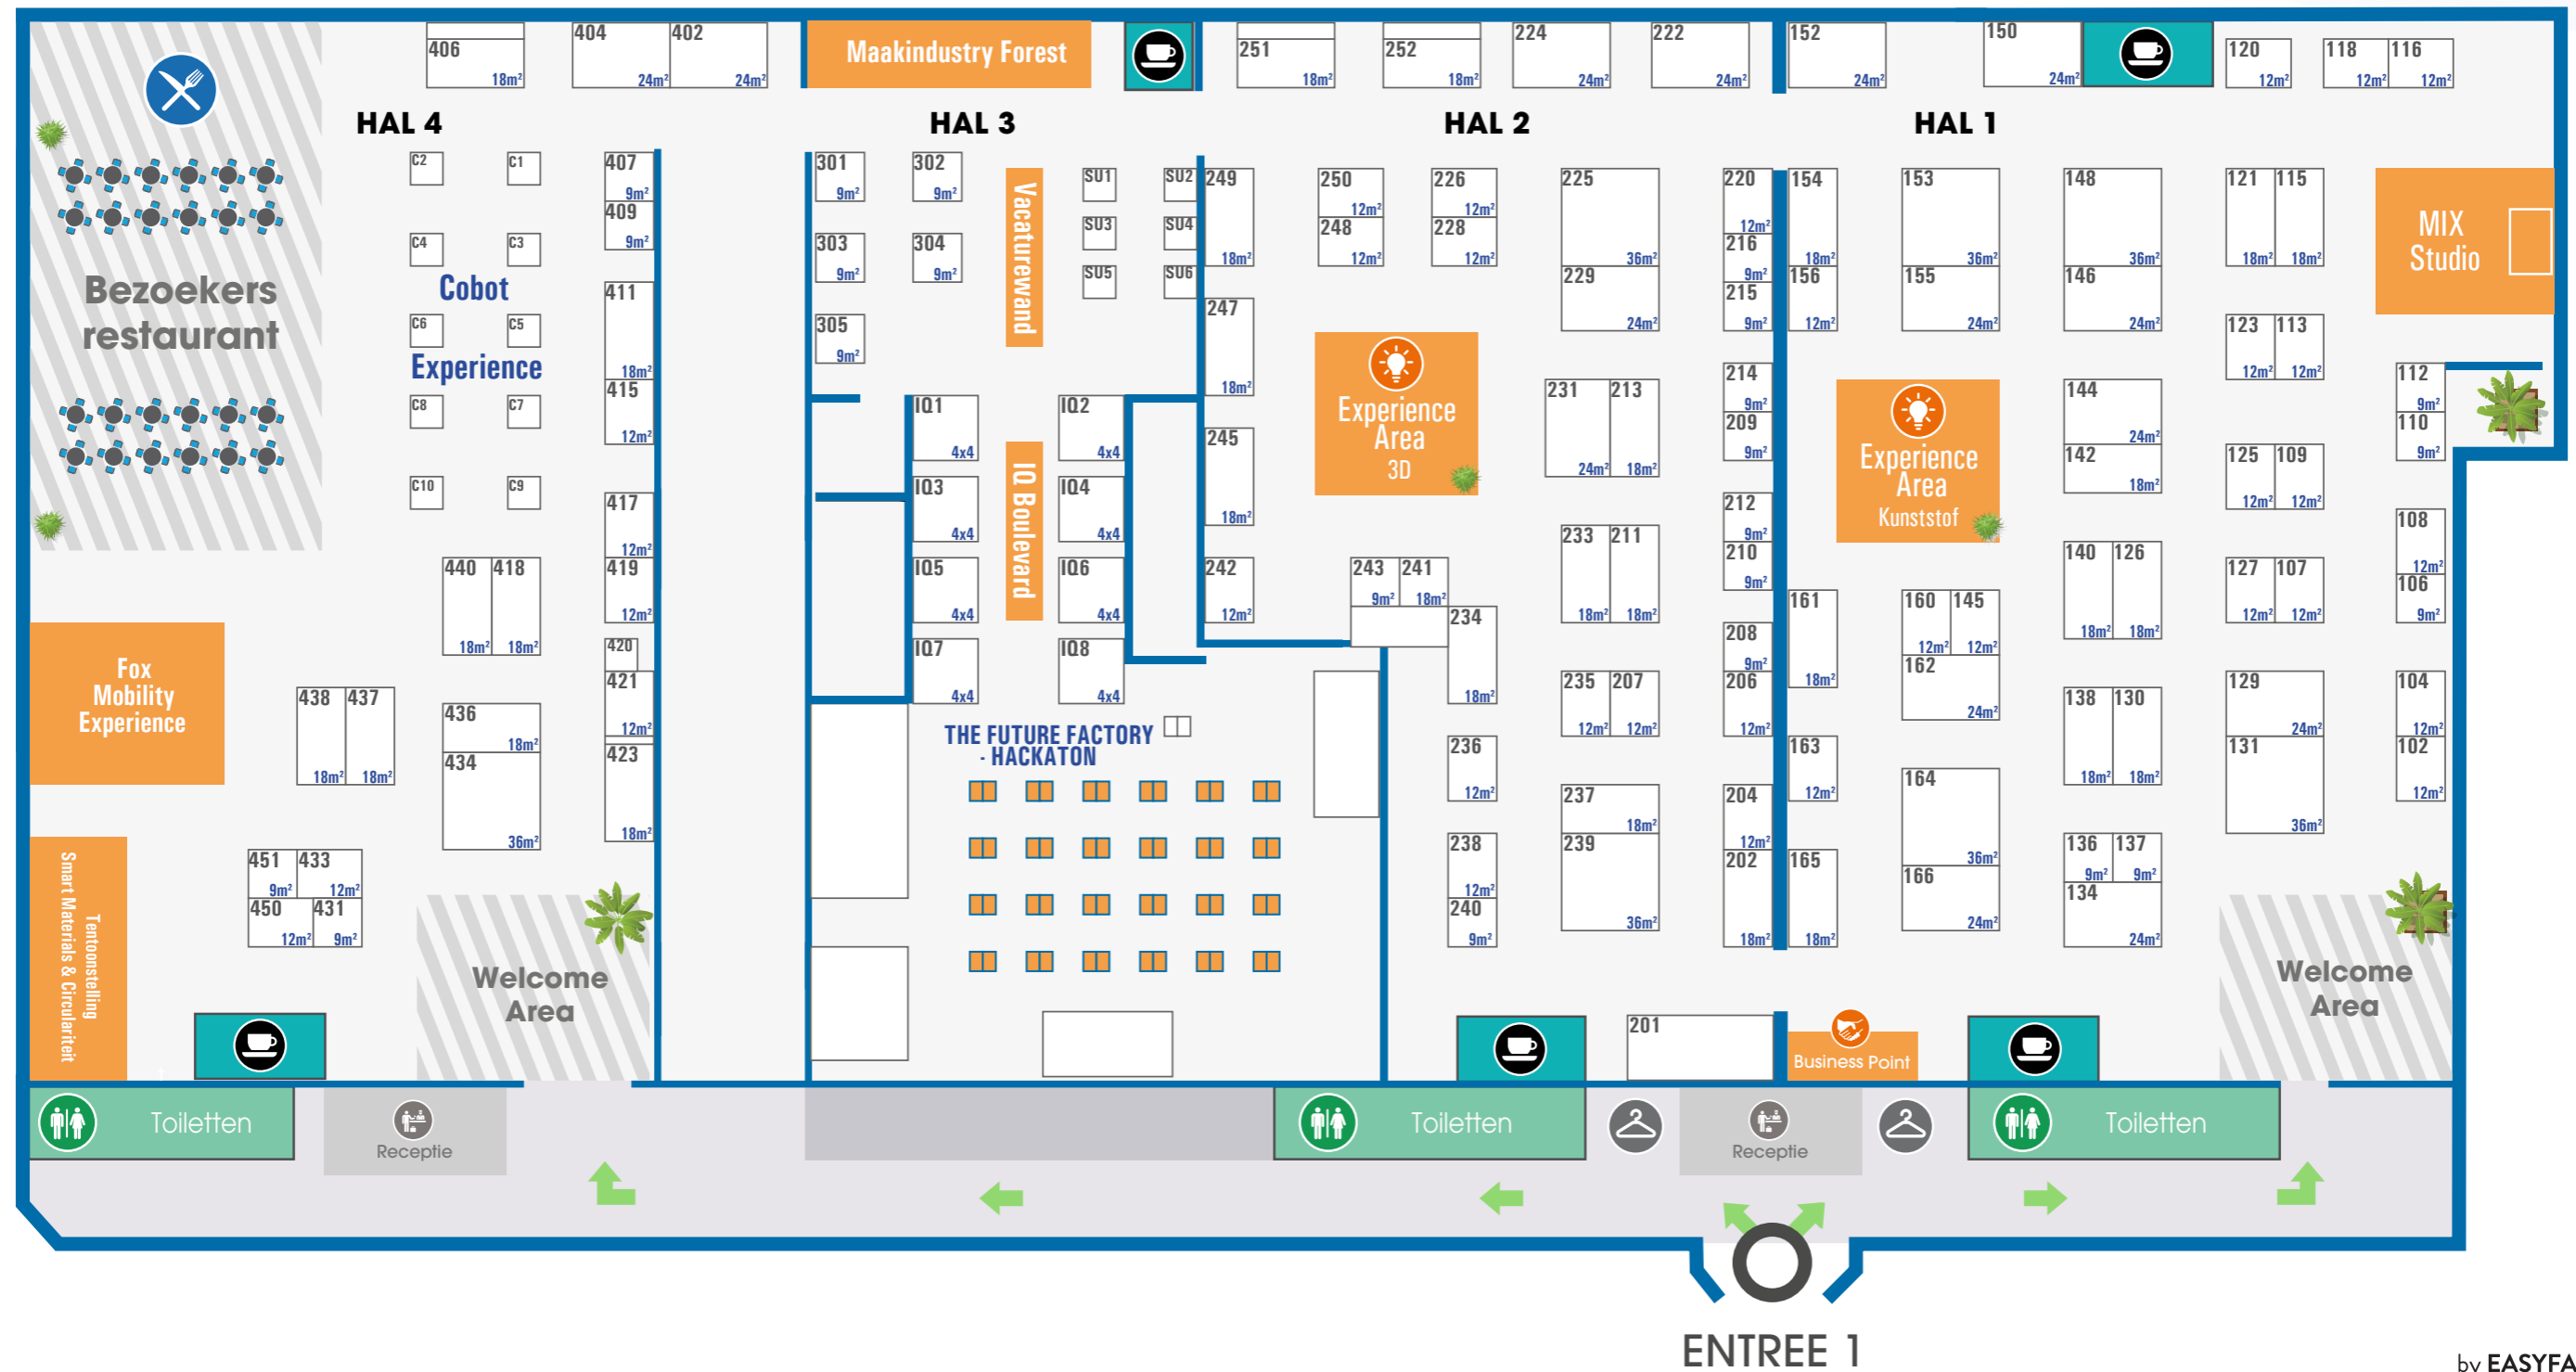 406
18m²
404
24m²
402
24m²
Maakindustry Forest
251
18m²
252
18m²
224
24m²
222
24m²
152
24m²
150
24m²
120
12m²
118
12m²
116
12m²
HAL 4
HAL 3
HAL 2
HAL 1
Bezoekers
restaurant
C2
C1
C4
C3
Cobot
C6
C5
Experience
C8
C7
C10
C9
407
9m²
409
9m²
411
18m²
415
12m²
417
12m²
419
12m²
420
421
12m²
423
18m²
440
18m²
418
18m²
Fox
Mobility
Experience
438
18m²
437
18m²
436
18m²
434
36m²
451
9m²
433
12m²
450
12m²
431
9m²
Tentoonstelling
Smart Materials & Circulariteit
Welcome
Area
301
9m²
302
9m²
303
9m²
304
9m²
305
9m²
Vacaturewand
SU1
SU2
SU3
SU4
SU5
SU6
IQ1
4x4
IQ2
4x4
IQ3
4x4
IQ4
4x4
IQ5
4x4
IQ6
4x4
IQ7
4x4
IQ8
4x4
IQ Boulevard
THE FUTURE FACTORY
- HACKATON
249
18m²
247
18m²
245
18m²
242
12m²
250
12m²
248
12m²
226
12m²
228
12m²
225
36m²
229
24m²
Experience
Area
3D
231
24m²
213
18m²
233
18m²
211
18m²
243
9m²
241
18m²
234
18m²
235
12m²
207
12m²
236
12m²
237
18m²
239
36m²
238
12m²
240
9m²
220
12m²
216
9m²
215
9m²
214
9m²
209
9m²
212
9m²
210
9m²
208
9m²
206
12m²
204
12m²
202
18m²
201
154
18m²
156
12m²
161
18m²
163
12m²
165
18m²
153
36m²
155
24m²
Experience
Area
Kunststof
160
12m²
145
12m²
162
24m²
164
36m²
166
24m²
148
36m²
146
24m²
144
24m²
142
18m²
140
18m²
126
18m²
138
18m²
130
18m²
136
9m²
137
9m²
134
24m²
121
18m²
115
18m²
123
12m²
113
12m²
125
12m²
109
12m²
127
12m²
107
12m²
129
24m²
131
36m²
MIX
Studio
112
9m²
110
9m²
108
12m²
106
9m²
104
12m²
102
12m²
Welcome
Area
Business Point
Toiletten
Receptie
Toiletten
Receptie
Toiletten
ENTREE 1
by EASYFA